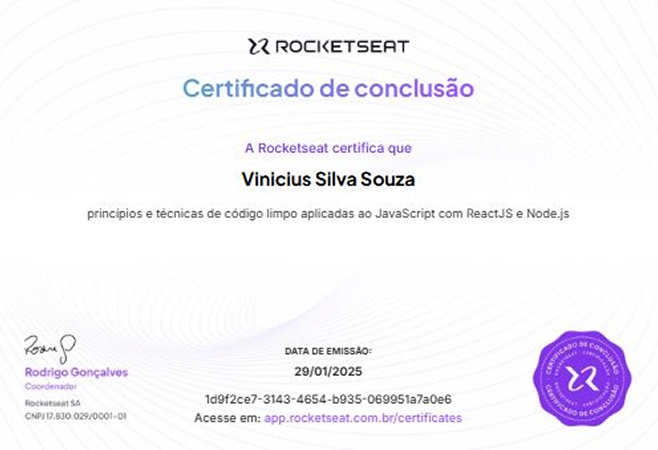 ROCKETSEAT
Certificado de conclusão
A Rocketseat certifica que
Vinicius Silva Souza
princípios e técnicas de código limpo aplicadas ao JavaScript com ReactJS e Node.js
Rodrigo Gonçalves
Coordenador
Rocketseat SA
CNPJ 17.830.029/0001-01
DATA DE EMISSÃO:
29/01/2025
1d9f2ce7-3143-4654-b935-069951a7a0e6
Acesse em: app.rocketseat.com.br/certificates
CERTIFICADO DE CONCLUSÃO
CERTIFICADO DE CONCLUSÃO